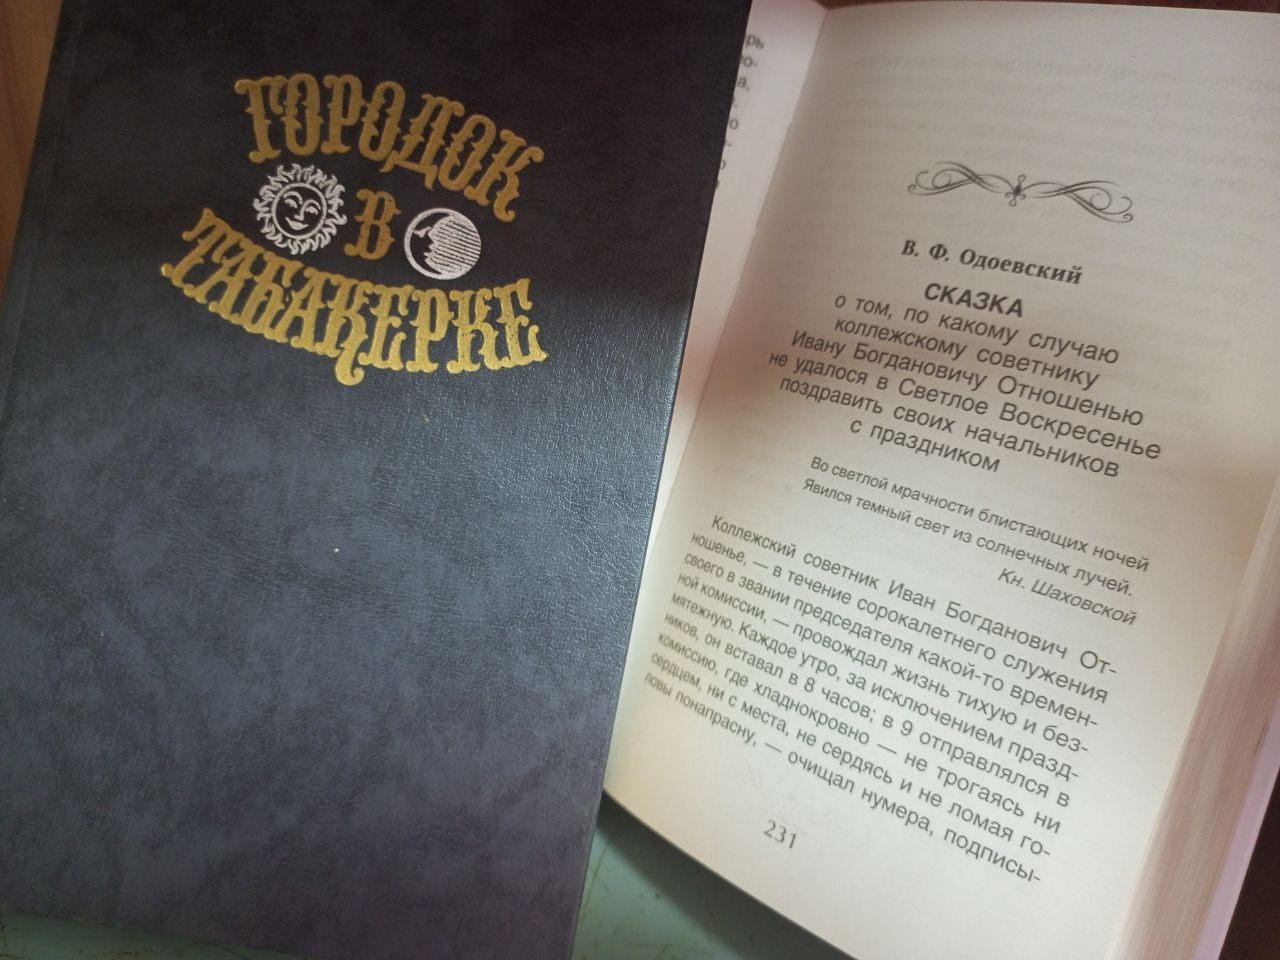 ГОРОДОК
В
ТАБАКЕРКЕ
В. Ф. Одоевский
СКАЗКА
о том, по какому случаю
коллежскому советнику
Ивану Богдановичу Отношенью
не удалося в Светлое Воскресенье
поздравить своих начальников
с праздником
Во светлой мрачности блистающих ночей
Явился темный свет из солнечных лучей.
Кн. Шаховской
Коллежский советник Иван Богданович От-
ношенье, — в течение сорокалетнего служения
своего в звании председателя какой-то времен-
ной комиссии, — провождал жизнь тихую и без-
мятежную. Каждое утро, за исключением празд-
ников, он вставал в 8 часов; в 9 отправлялся в
комиссию, где хладнокровно — не трогаясь ни
сердцем, ни с места, не сердясь и не ломая го-
ловы понапрасну, — очищал нумера, подписы-
231